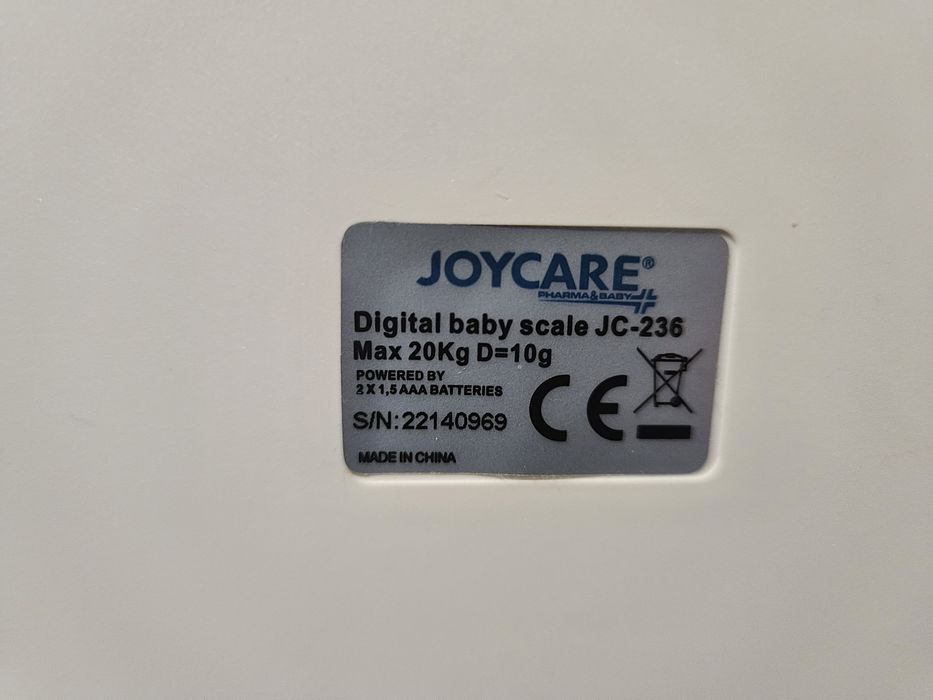 JOYCARE®
PHARMA&BABY
Digital baby scale JC-236
Max 20Kg D=10g
POWERED BY
2 X 1,5 AAA BATTERIES
S/N:22140969
CE
MADE IN CHINA